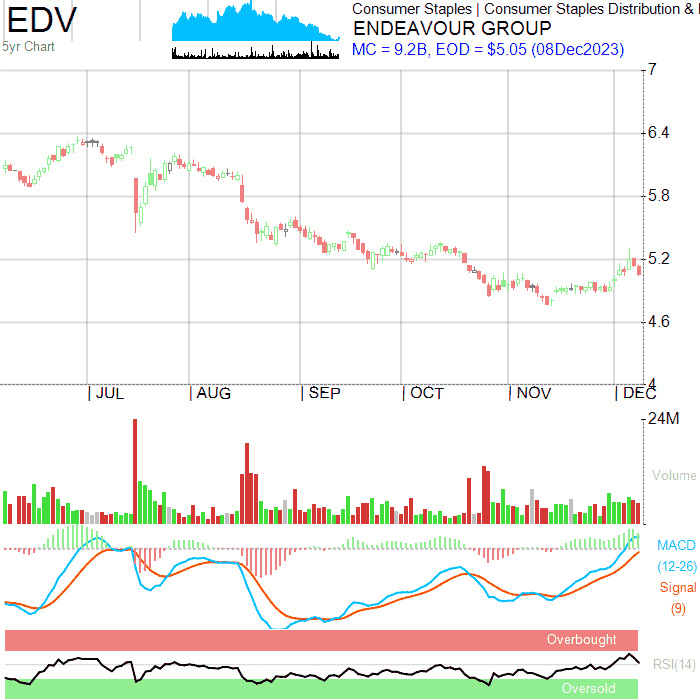 EDV
5yr Chart
Consumer Staples | Consumer Staples Distribution &
ENDEAVOUR GROUP
MC = 9.2B, EOD = $5.05 (08Dec2023)
7
6.4
5.8
5.2
4.6
4
| JUL | AUG | SEP | OCT | NOV | DEC
24M
Volume
MACD
(12-26)
Signal
(9)
Overbought
RSI(14)
Oversold